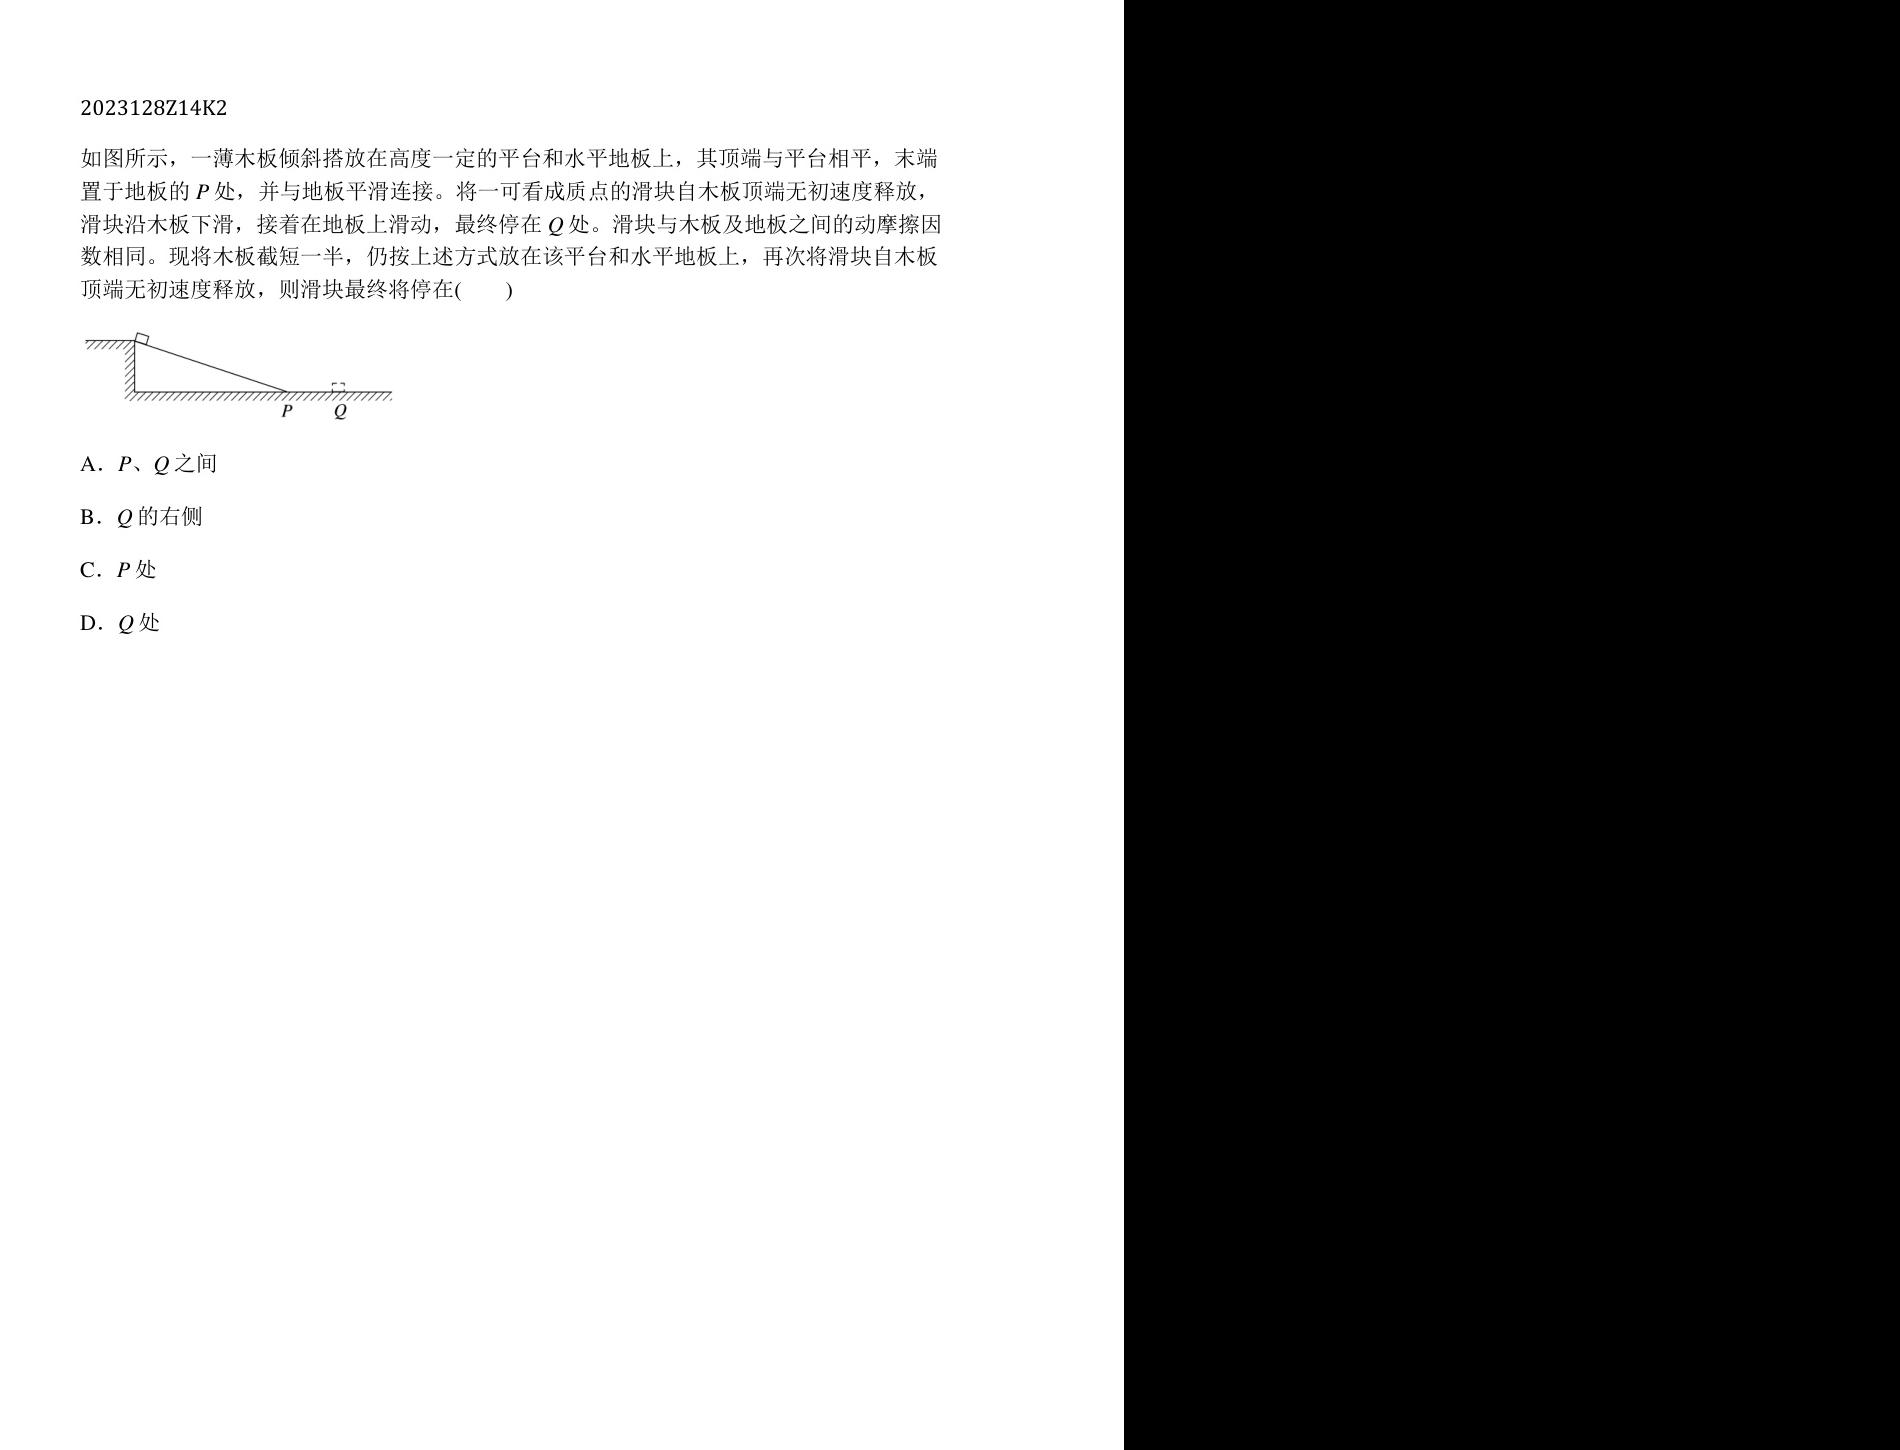 2023128Z14K2
如图所示，一薄木板倾斜搭放在高度一定的平台和水平地板上，其顶端与平台相平，末端
置于地板的 P 处，并与地板平滑连接。将一可看成质点的滑块自木板顶端无初速度释放，
滑块沿木板下滑，接着在地板上滑动，最终停在 Q 处。滑块与木板及地板之间的动摩擦因
数相同。现将木板截短一半，仍按上述方式放在该平台和水平地板上，再次将滑块自木板
顶端无初速度释放，则滑块最终将停在(　　)
P Q
A．P、Q 之间
B．Q 的右侧
C．P 处
D．Q 处